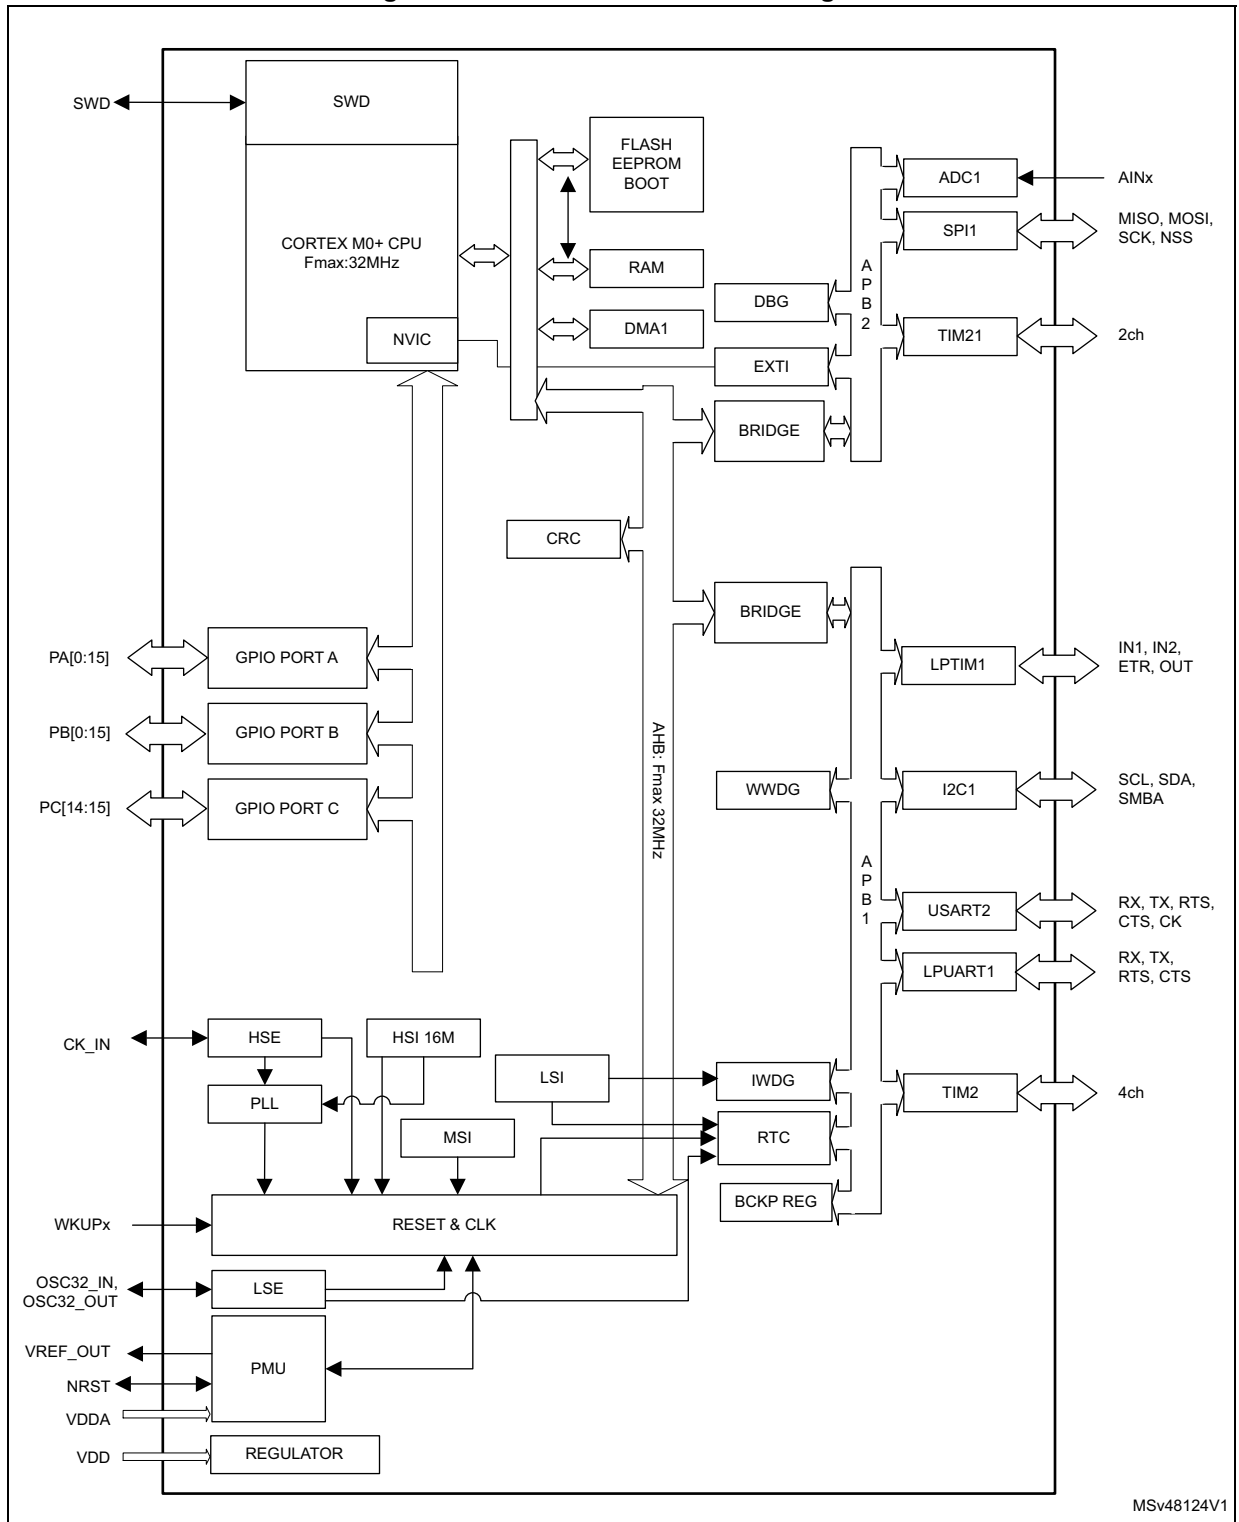 SWD
SWD
CORTEX M0+ CPU
Fmax:32MHz
NVIC
FLASH
EEPROM
BOOT
RAM
DMA1
DBG
EXTI
BRIDGE
APB2
ADC1
AINx
SPI1
MISO, MOSI,
SCK, NSS
TIM21
2ch
CRC
BRIDGE
AHB: Fmax 32MHz
PA[0:15]
GPIO PORT A
PB[0:15]
GPIO PORT B
PC[14:15]
GPIO PORT C
LPTIM1
IN1, IN2,
ETR, OUT
WWDG
I2C1
SCL, SDA,
SMBA
APB1
USART2
RX, TX, RTS,
CTS, CK
LPUART1
RX, TX,
RTS, CTS
CK_IN
HSE
HSI 16M
PLL
LSI
IWDG
TIM2
4ch
MSI
RTC
BCKP REG
WKUPx
RESET & CLK
OSC32_IN,
OSC32_OUT
LSE
VREF_OUT
PMU
NRST
VDDA
VDD
REGULATOR
MSv48124V1